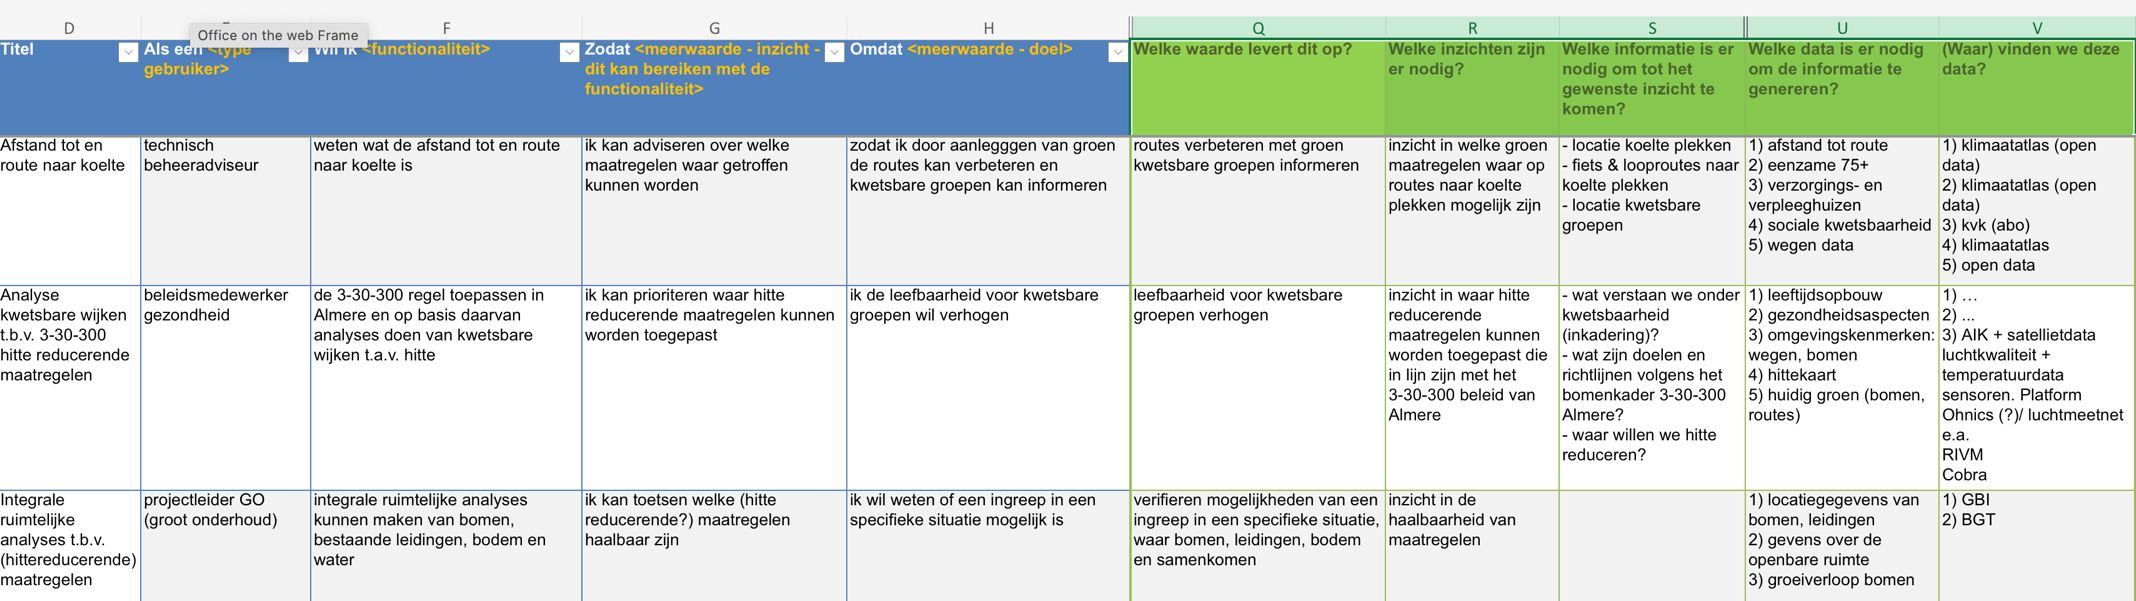 D F G H Q R S U V
Office on the web Frame
Titel
Als een <type
gebruiker>
Wil ik <functionaliteit>
Zodat <meerwaarde - inzicht -
dit kan bereiken met de
functionaliteit>
Omdat <meerwaarde - doel>
Welke waarde levert dit op?
Welke inzichten zijn
er nodig?
Welke informatie is er
nodig om tot het
gewenste inzicht te
komen?
Welke data is er nodig
om de informatie te
genereren?
(Waar) vinden we deze
data?
Afstand tot en
route naar koelte
technisch
beheeradviseur
weten wat de afstand tot en route
naar koelte is
ik kan adviseren over welke
maatregelen waar getroffen
kunnen worden
zodat ik door aanlegggen van groen
de routes kan verbeteren en
kwetsbare groepen kan informeren
routes verbeteren met groen
kwetsbare groepen informeren
inzicht in welke groen
maatregelen waar op
routes naar koelte
plekken mogelijk zijn
- locatie koelte plekken
- fiets & looproutes naar
koelte plekken
- locatie kwetsbare
groepen
1) afstand tot route
2) eenzame 75+
3) verzorgings- en
verpleeghuizen
4) sociale kwetsbaarheid
5) wegen data
1) klimaatatlas (open
data)
2) klimaatatlas (open
data)
3) kvk (abo)
4) klimaatatlas
5) open data
Analyse
kwetsbare wijken
t.b.v. 3-30-300
hitte reducerende
maatregelen
beleidsmedewerker
gezondheid
de 3-30-300 regel toepassen in
Almere en op basis daarvan
analyses doen van kwetsbare
wijken t.a.v. hitte
ik kan prioriteren waar hitte
reducerende maatregelen kunnen
worden toegepast
ik de leefbaarheid voor kwetsbare
groepen wil verhogen
leefbaarheid voor kwetsbare
groepen verhogen
inzicht in waar hitte
reducerende
maatregelen kunnen
worden toegepast die
in lijn zijn met het
3-30-300 beleid van
Almere
- wat verstaan we onder
kwetsbaarheid
(inkadering)?
- wat zijn doelen en
richtlijnen volgens het
bomenkader 3-30-300
Almere?
- waar willen we hitte
reduceren?
1) leeftijdsopbouw
2) gezondheidsaspecten
3) omgevingskenmerken:
wegen, bomen
4) hittekaart
5) huidig groen (bomen,
routes)
1) …
2) ...
3) AIK + satellietdata
luchtkwaliteit +
temperatuurdata
sensoren. Platform
Ohnics (?)/ luchtmeetnet
e.a.
RIVM
Cobra
Integrale
ruimtelijke
analyses t.b.v.
(hittereducerende)
maatregelen
projectleider GO
(groot onderhoud)
integrale ruimtelijke analyses
kunnen maken van bomen,
bestaande leidingen, bodem en
water
ik kan toetsen welke (hitte
reducerende?) maatregelen
haalbaar zijn
ik wil weten of een ingreep in een
specifieke situatie mogelijk is
verifieren mogelijkheden van een
ingreep in een specifieke situatie,
waar bomen, leidingen, bodem
en samenkomen
inzicht in de
haalbaarheid van
maatregelen
1) locatiegegevens van
bomen, leidingen
2) gevens over de
openbare ruimte
3) groeiverloop bomen
1) GBI
2) BGT